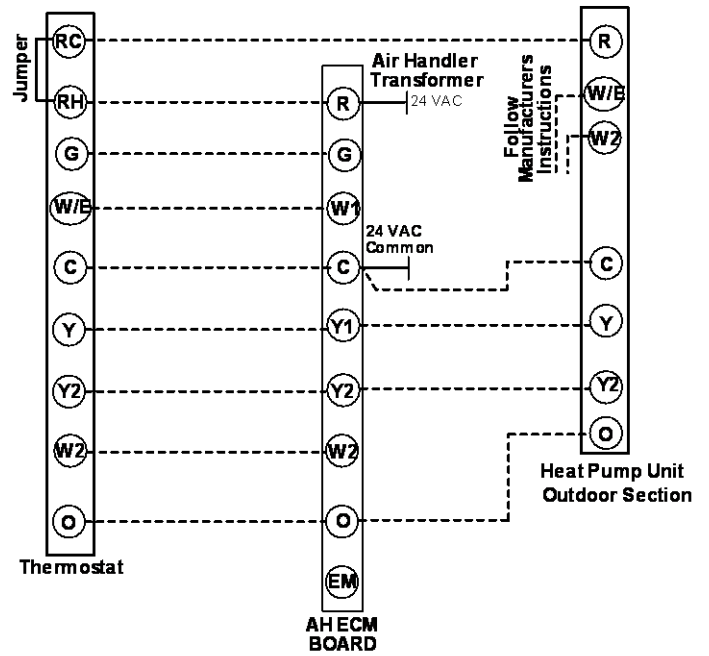 Jumper
RC
RH
G
W/E
C
Y
Y2
W2
O
Thermostat
Air Handler
Transformer
24 VAC
R
G
W1
24 VAC
Common
C
Y1
Y2
W2
O
EM
AH ECM
BOARD
Follow
Manufacturers
Instructions
R
W/E
W2
C
Y
Y2
O
Heat Pump Unit
Outdoor Section